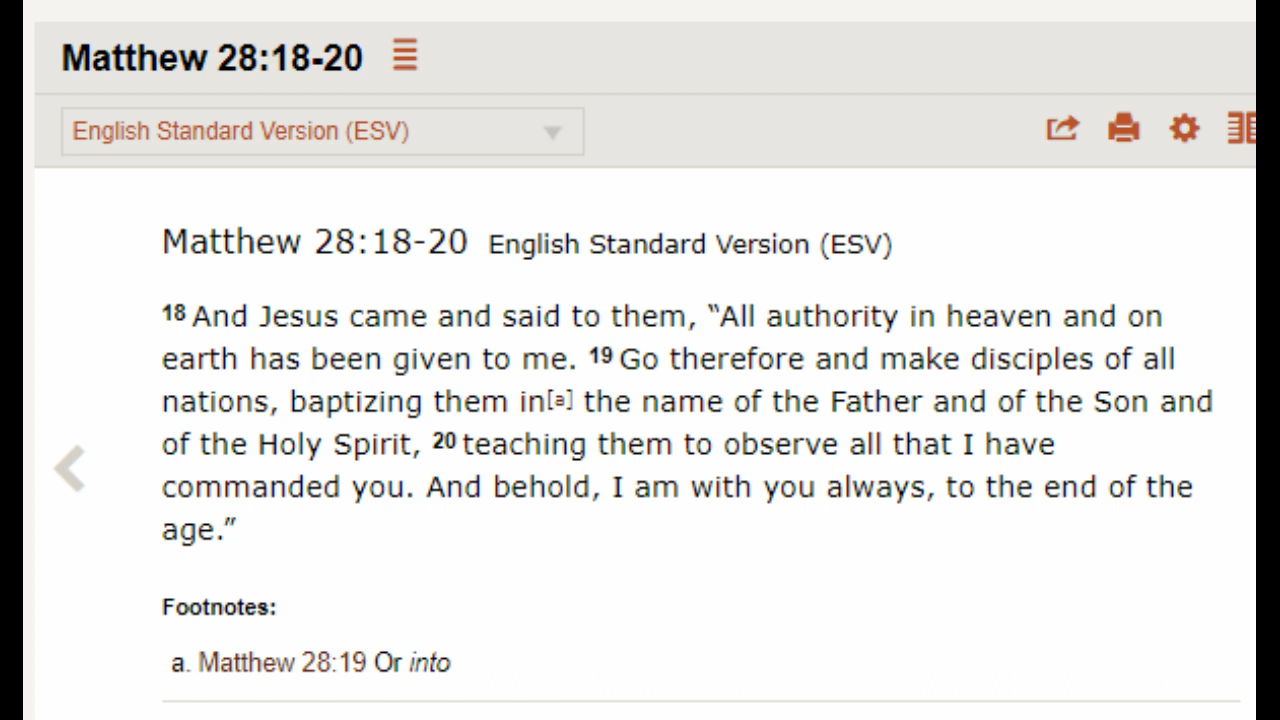 Matthew 28:18-20
English Standard Version (ESV)
Matthew 28:18-20 English Standard Version (ESV)
18 And Jesus came and said to them, “All authority in heaven and on
earth has been given to me. 19 Go therefore and make disciples of all
nations, baptizing them in[a] the name of the Father and of the Son and
of the Holy Spirit, 20 teaching them to observe all that I have
commanded you. And behold, I am with you always, to the end of the
age.”
Footnotes:
a. Matthew 28:19 Or into